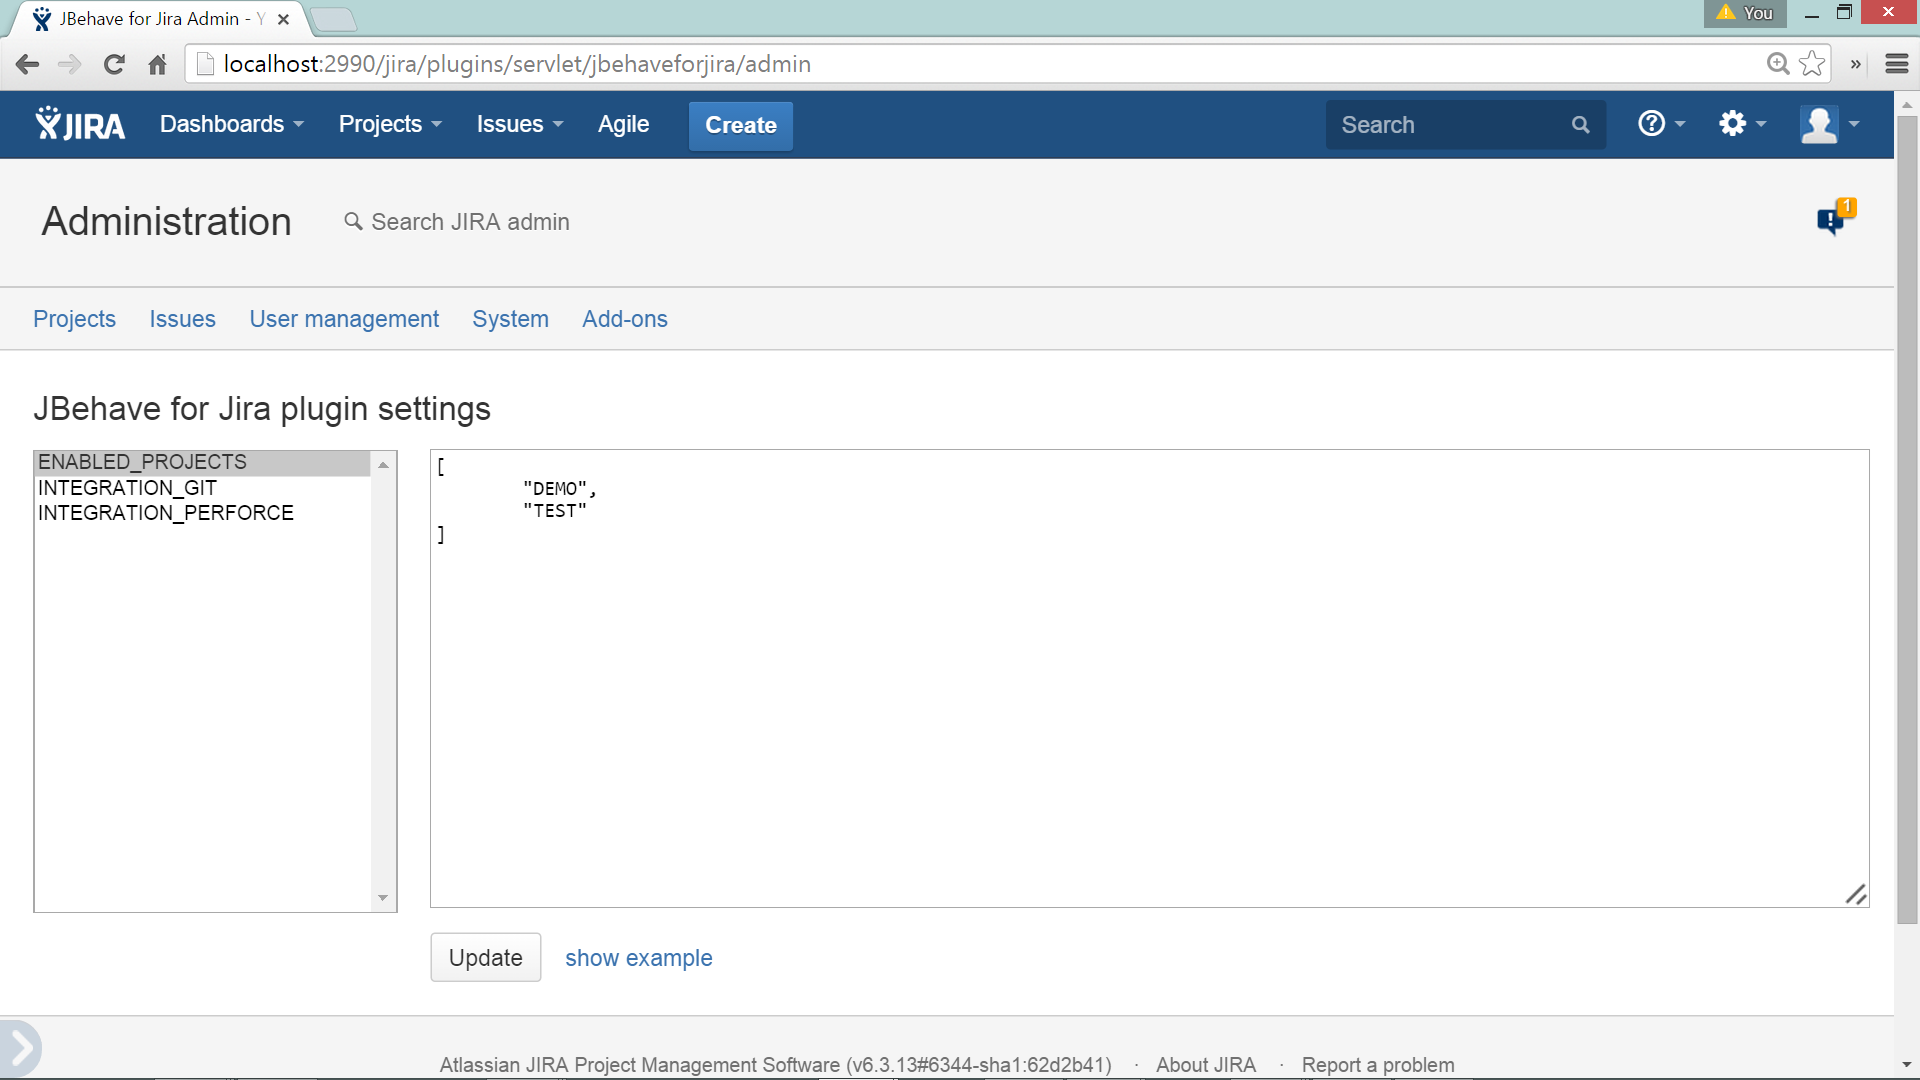 JBehave for Jira Admin - Y
You
localhost:2990/jira/plugins/servlet/jbehaveforjira/admin
JIRA Dashboards Projects Issues Agile Create Search
Administration Search JIRA admin 1
Projects Issues User management System Add-ons
JBehave for Jira plugin settings
ENABLED_PROJECTS
INTEGRATION_GIT
INTEGRATION_PERFORCE
[
"DEMO",
"TEST"
]
Update show example
Atlassian JIRA Project Management Software (v6.3.13#6344-sha1:62d2b41) · About JIRA · Report a problem